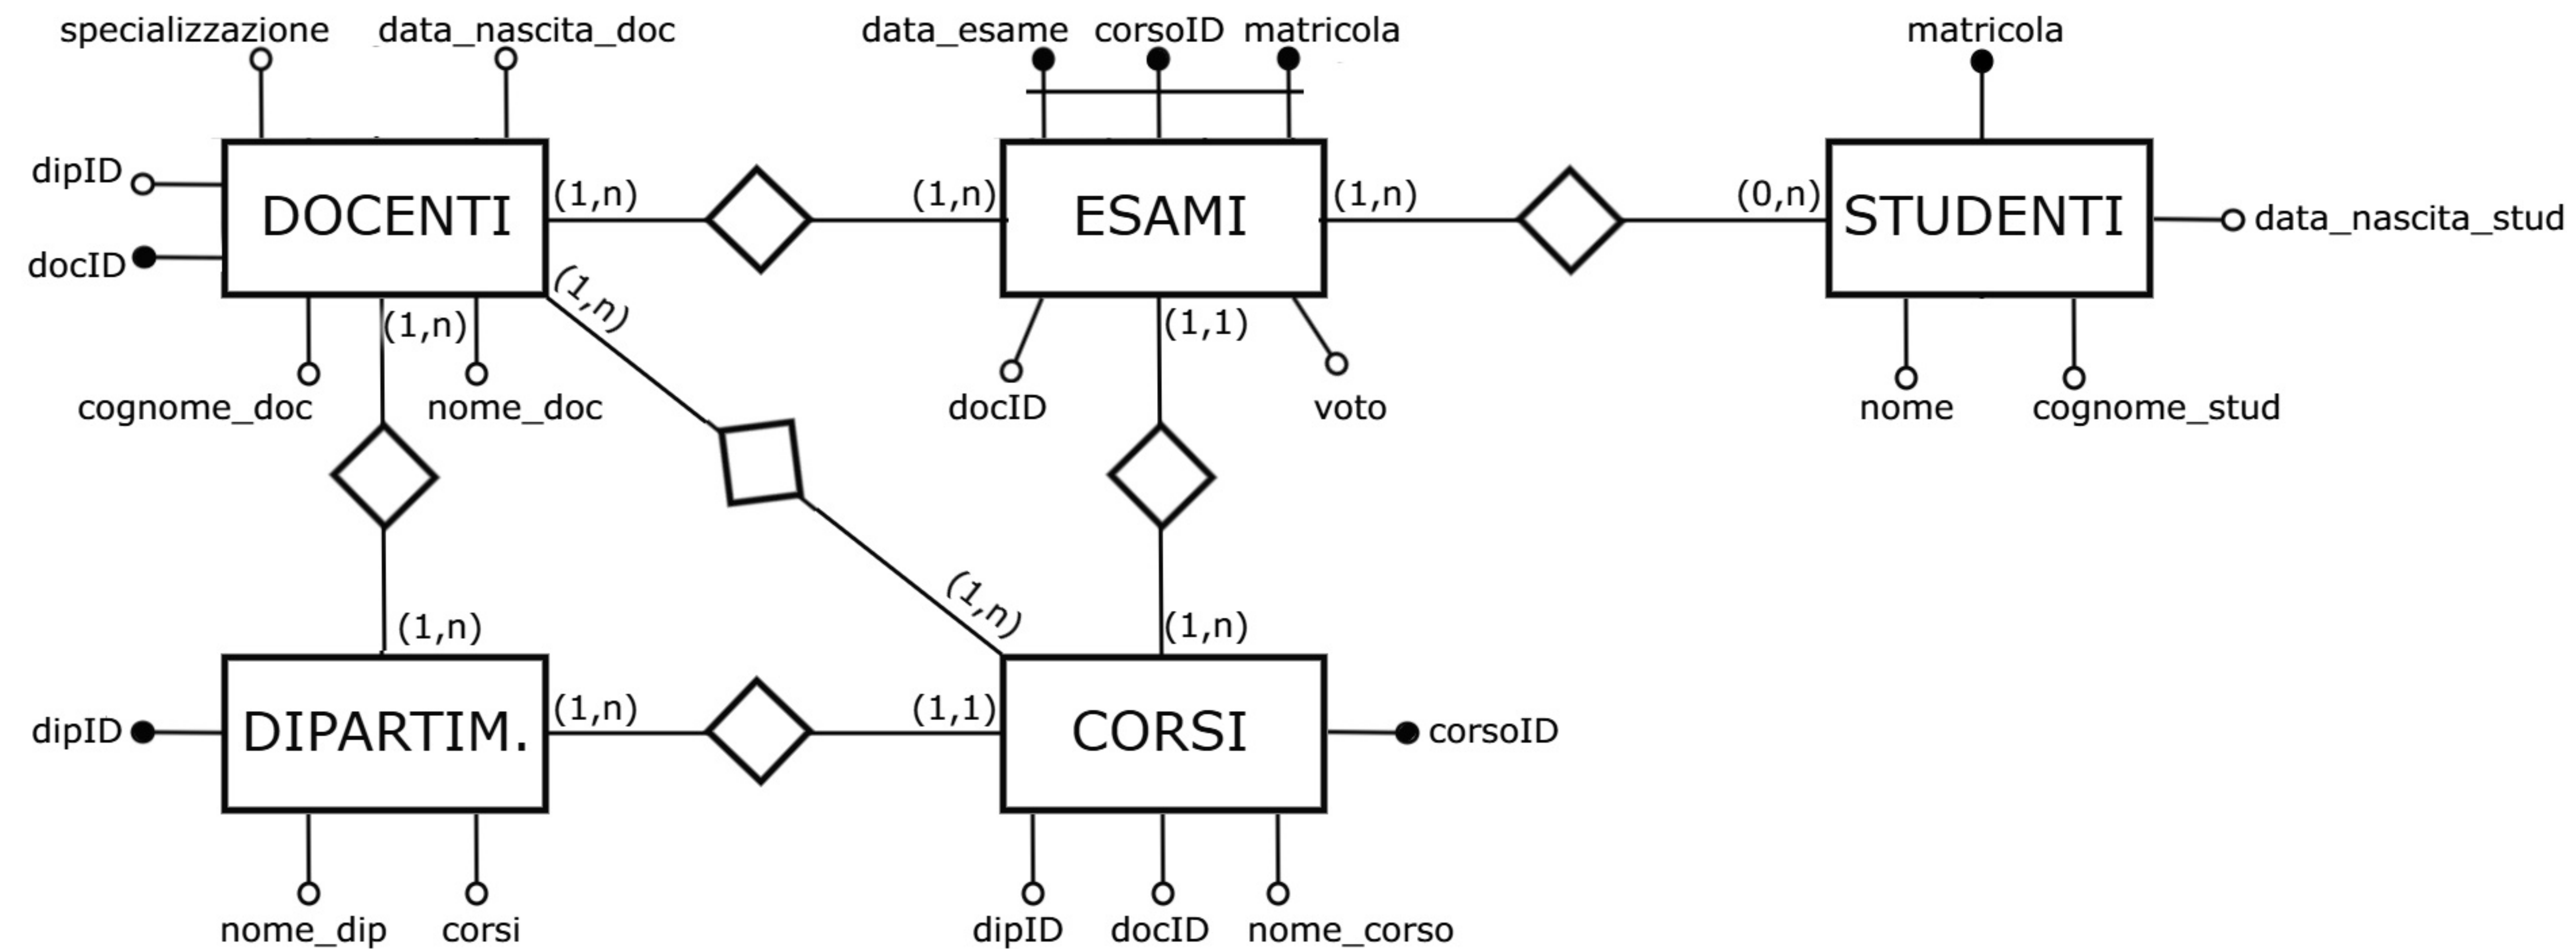 specializzazione data_nascita_doc data_esame corsoID matricola matricola
dipID
DOCENTI (1,n) (1,n) ESAMI (1,n) (0,n) STUDENTI data_nascita_stud
docID
(1,n) (1,n) (1,1)
cognome_doc nome_doc docID voto nome cognome_stud
(1,n) (1,n) (1,n)
dipID DIPARTIM. (1,n) (1,1) CORSI corsoID
nome_dip corsi dipID docID nome_corso